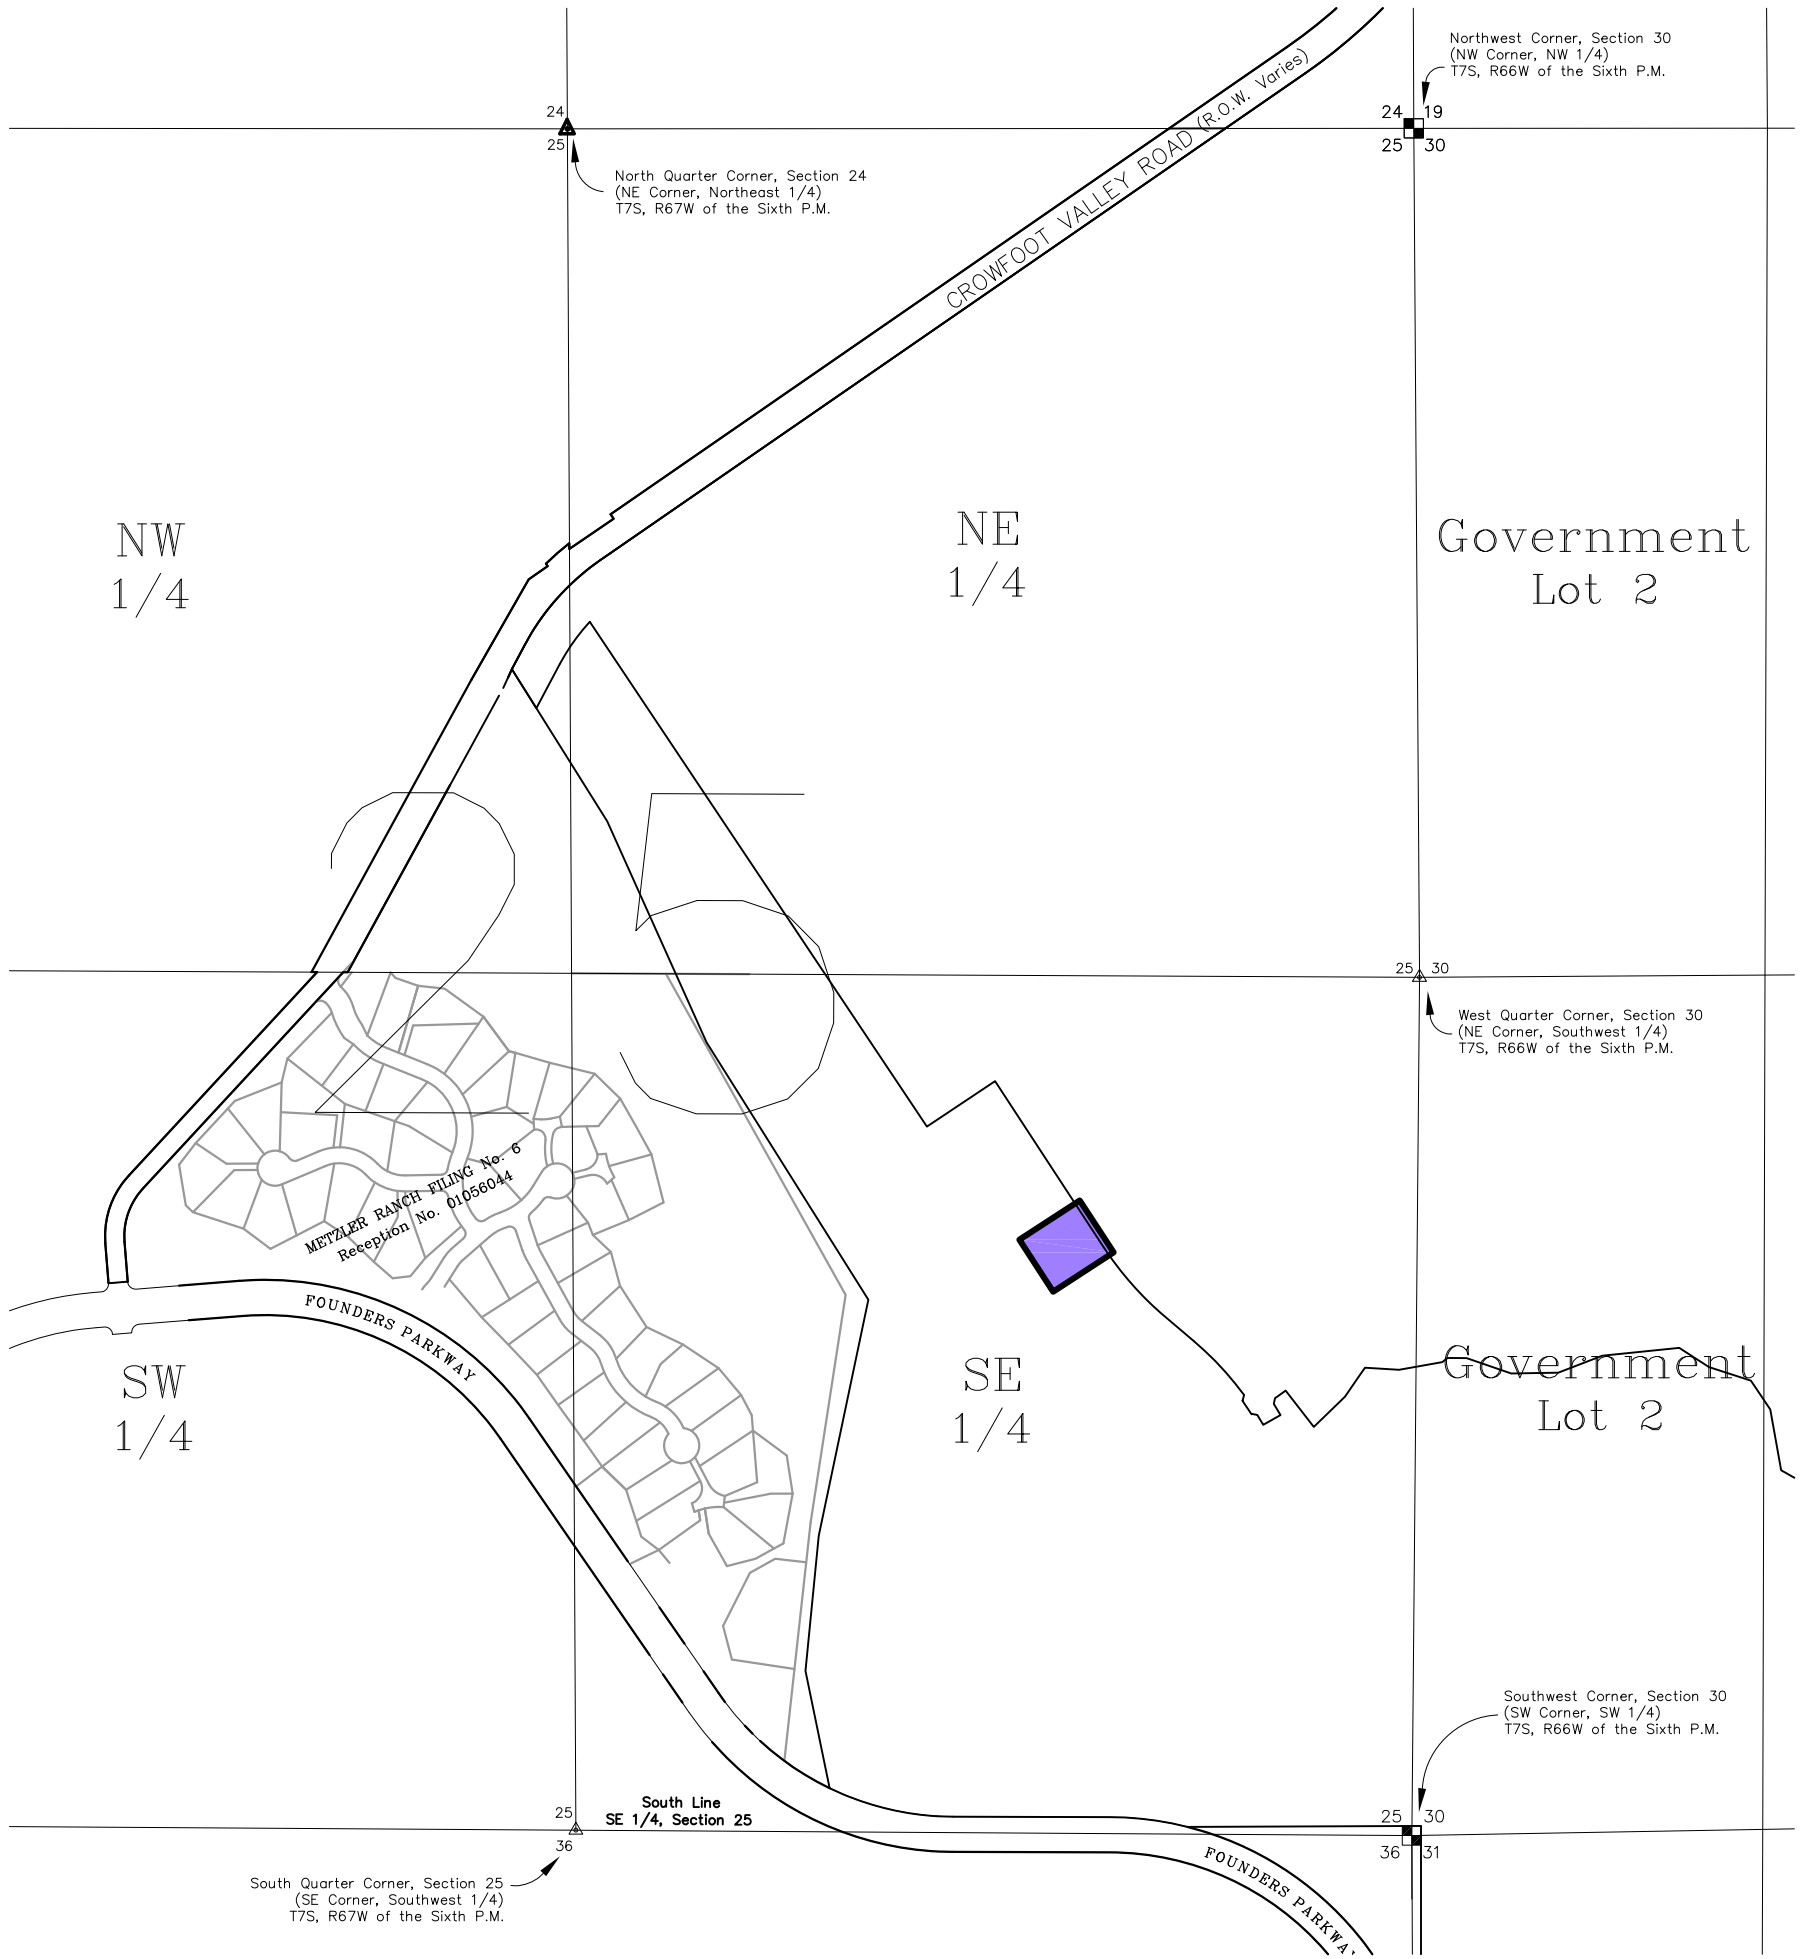 Northwest Corner, Section 30
(NW Corner, NW 1/4)
T7S, R66W of the Sixth P.M.
24
25
24 19
25 30
North Quarter Corner, Section 24
(NE Corner, Northeast 1/4)
T7S, R67W of the Sixth P.M.
CROWFOOT VALLEY ROAD (R.O.W. Varies)
NW
1/4
NE
1/4
Government
Lot 2
25
25 30
West Quarter Corner, Section 30
(NE Corner, Southwest 1/4)
T7S, R66W of the Sixth P.M.
METZLER RANCH FILING No. 6
Reception No. 01056044
FOUNDERS PARKWAY
SW
1/4
SE
1/4
Government
Lot 2
Southwest Corner, Section 30
(SW Corner, SW 1/4)
T7S, R66W of the Sixth P.M.
South Line
SE 1/4, Section 25
25
36
25 30
36 31
South Quarter Corner, Section 25
(SE Corner, Southwest 1/4)
T7S, R67W of the Sixth P.M.
FOUNDERS PARKWAY